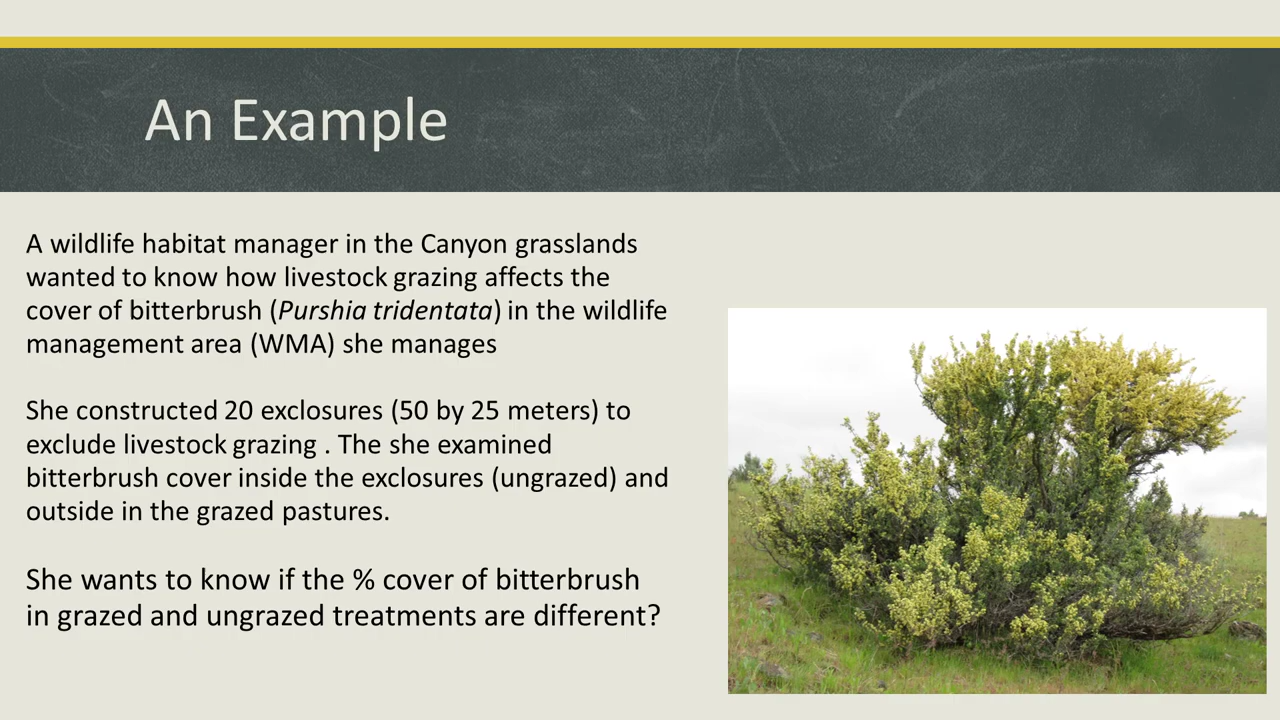 An Example
A wildlife habitat manager in the Canyon grasslands
wanted to know how livestock grazing affects the
cover of bitterbrush (Purshia tridentata) in the wildlife
management area (WMA) she manages
She constructed 20 exclosures (50 by 25 meters) to
exclude livestock grazing . The she examined
bitterbrush cover inside the exclosures (ungrazed) and
outside in the grazed pastures.
She wants to know if the % cover of bitterbrush
in grazed and ungrazed treatments are different?